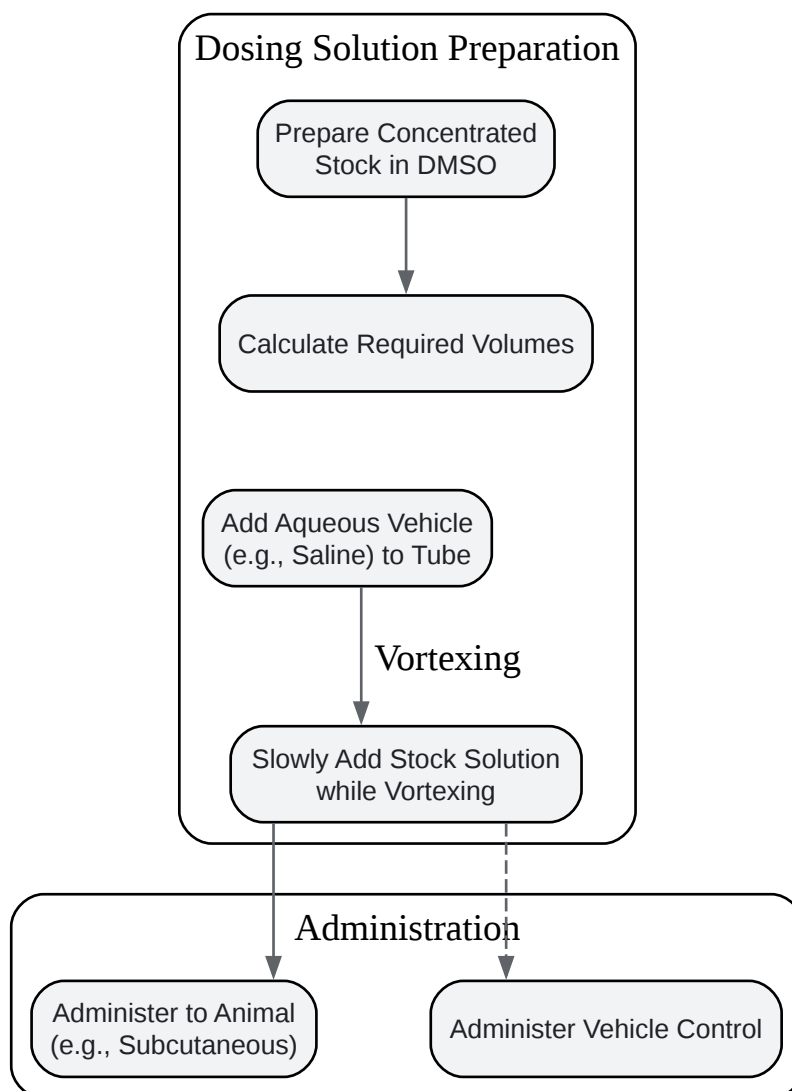 Dosing Solution Preparation
Prepare Concentrated
Stock in DMSO
Calculate Required Volumes
Add Aqueous Vehicle
(e.g., Saline) to Tube
Vortexing
Slowly Add Stock Solution
while Vortexing
Administration
Administer to Animal
(e.g., Subcutaneous)
Administer Vehicle Control